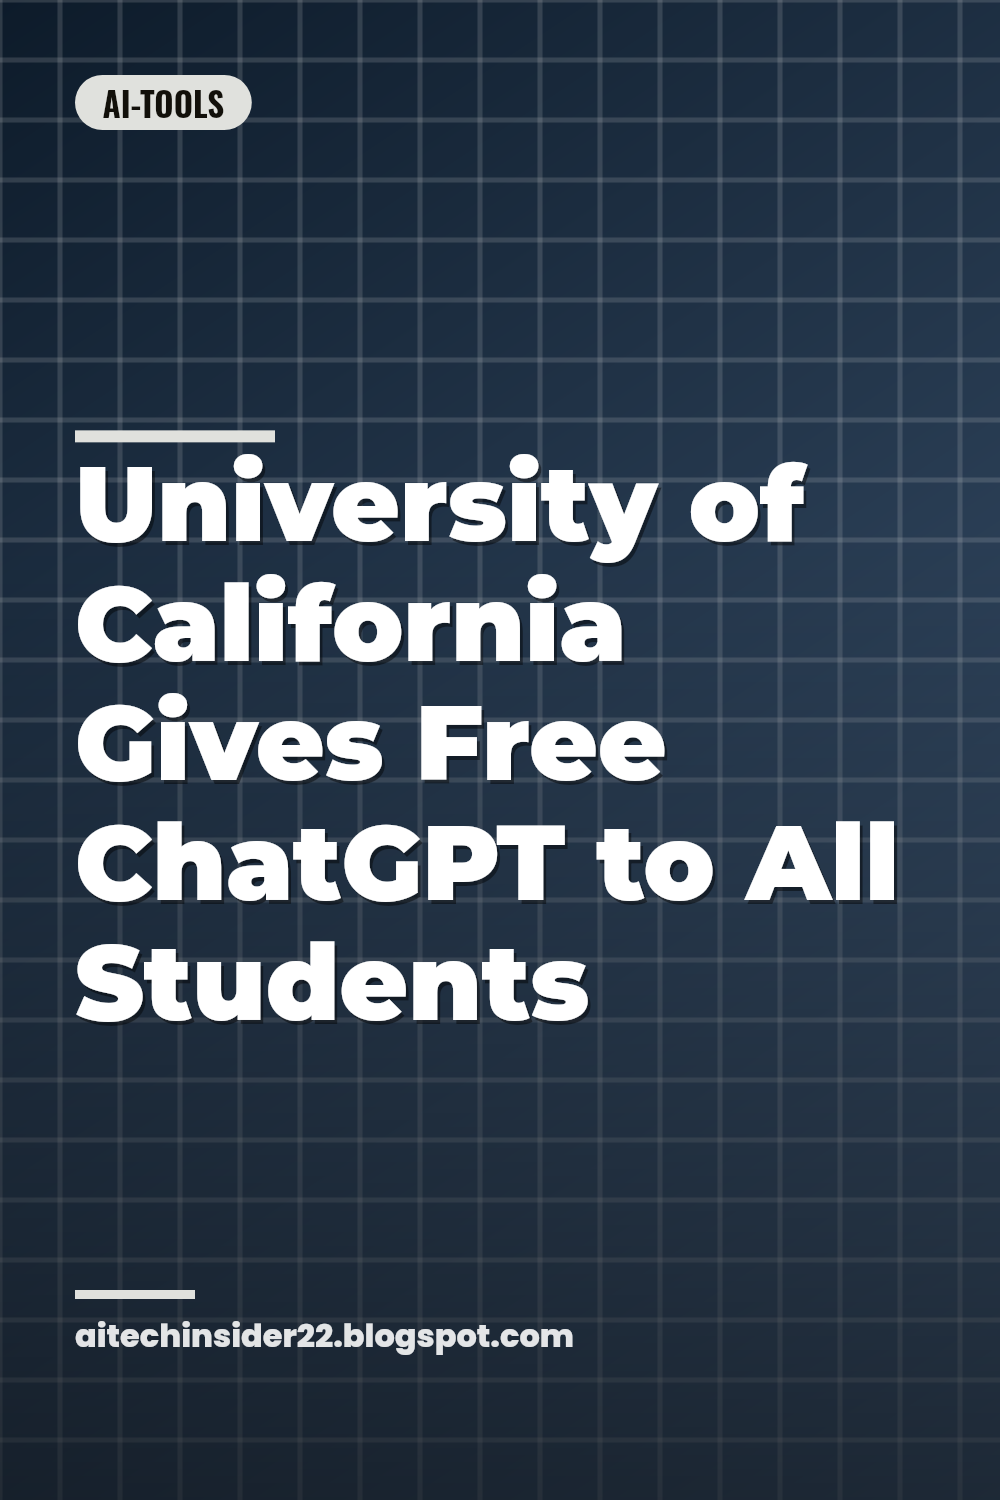 AI-TOOLS
University of
California
Gives Free
ChatGPT to All
Students
aitechinsider22.blogspot.com